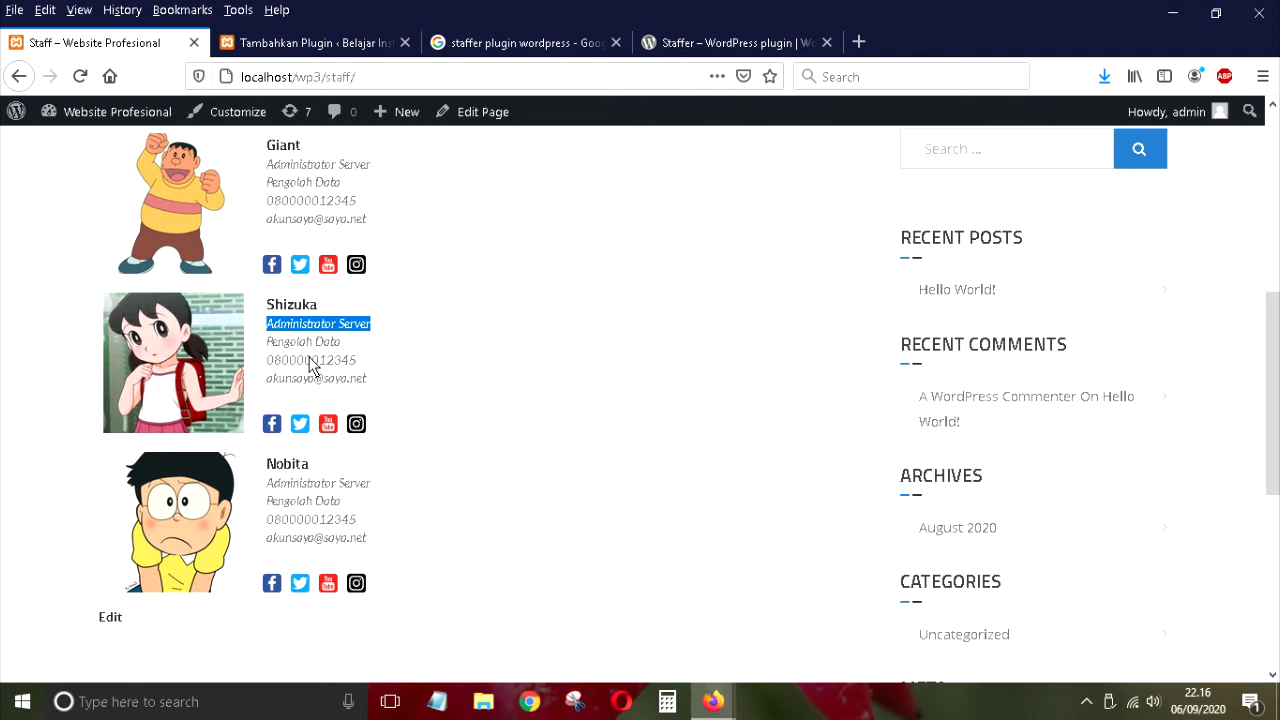 File Edit View History Bookmarks Tools Help
Staff – Website Profesional
Tambahkan Plugin ‹ Belajar Ins
staffer plugin wordpress - Goo
Staffer – WordPress plugin | Wo
localhost/wp3/staff/
Search
ABP
Website Profesional Customize 7 0 New Edit Page Howdy, admin
Giant
Administrator Server
Pengolah Data
080000012345
akunsaya@saya.net
Shizuka
Administrator Server
Pengolah Data
080000012345
akunsaya@saya.net
Nobita
Administrator Server
Pengolah Data
080000012345
akunsaya@saya.net
Edit
Search ...
RECENT POSTS
Hello World!
RECENT COMMENTS
A WordPress Commenter On Hello
World!
ARCHIVES
August 2020
CATEGORIES
Uncategorized
Type here to search
22.16
06/09/2020
1